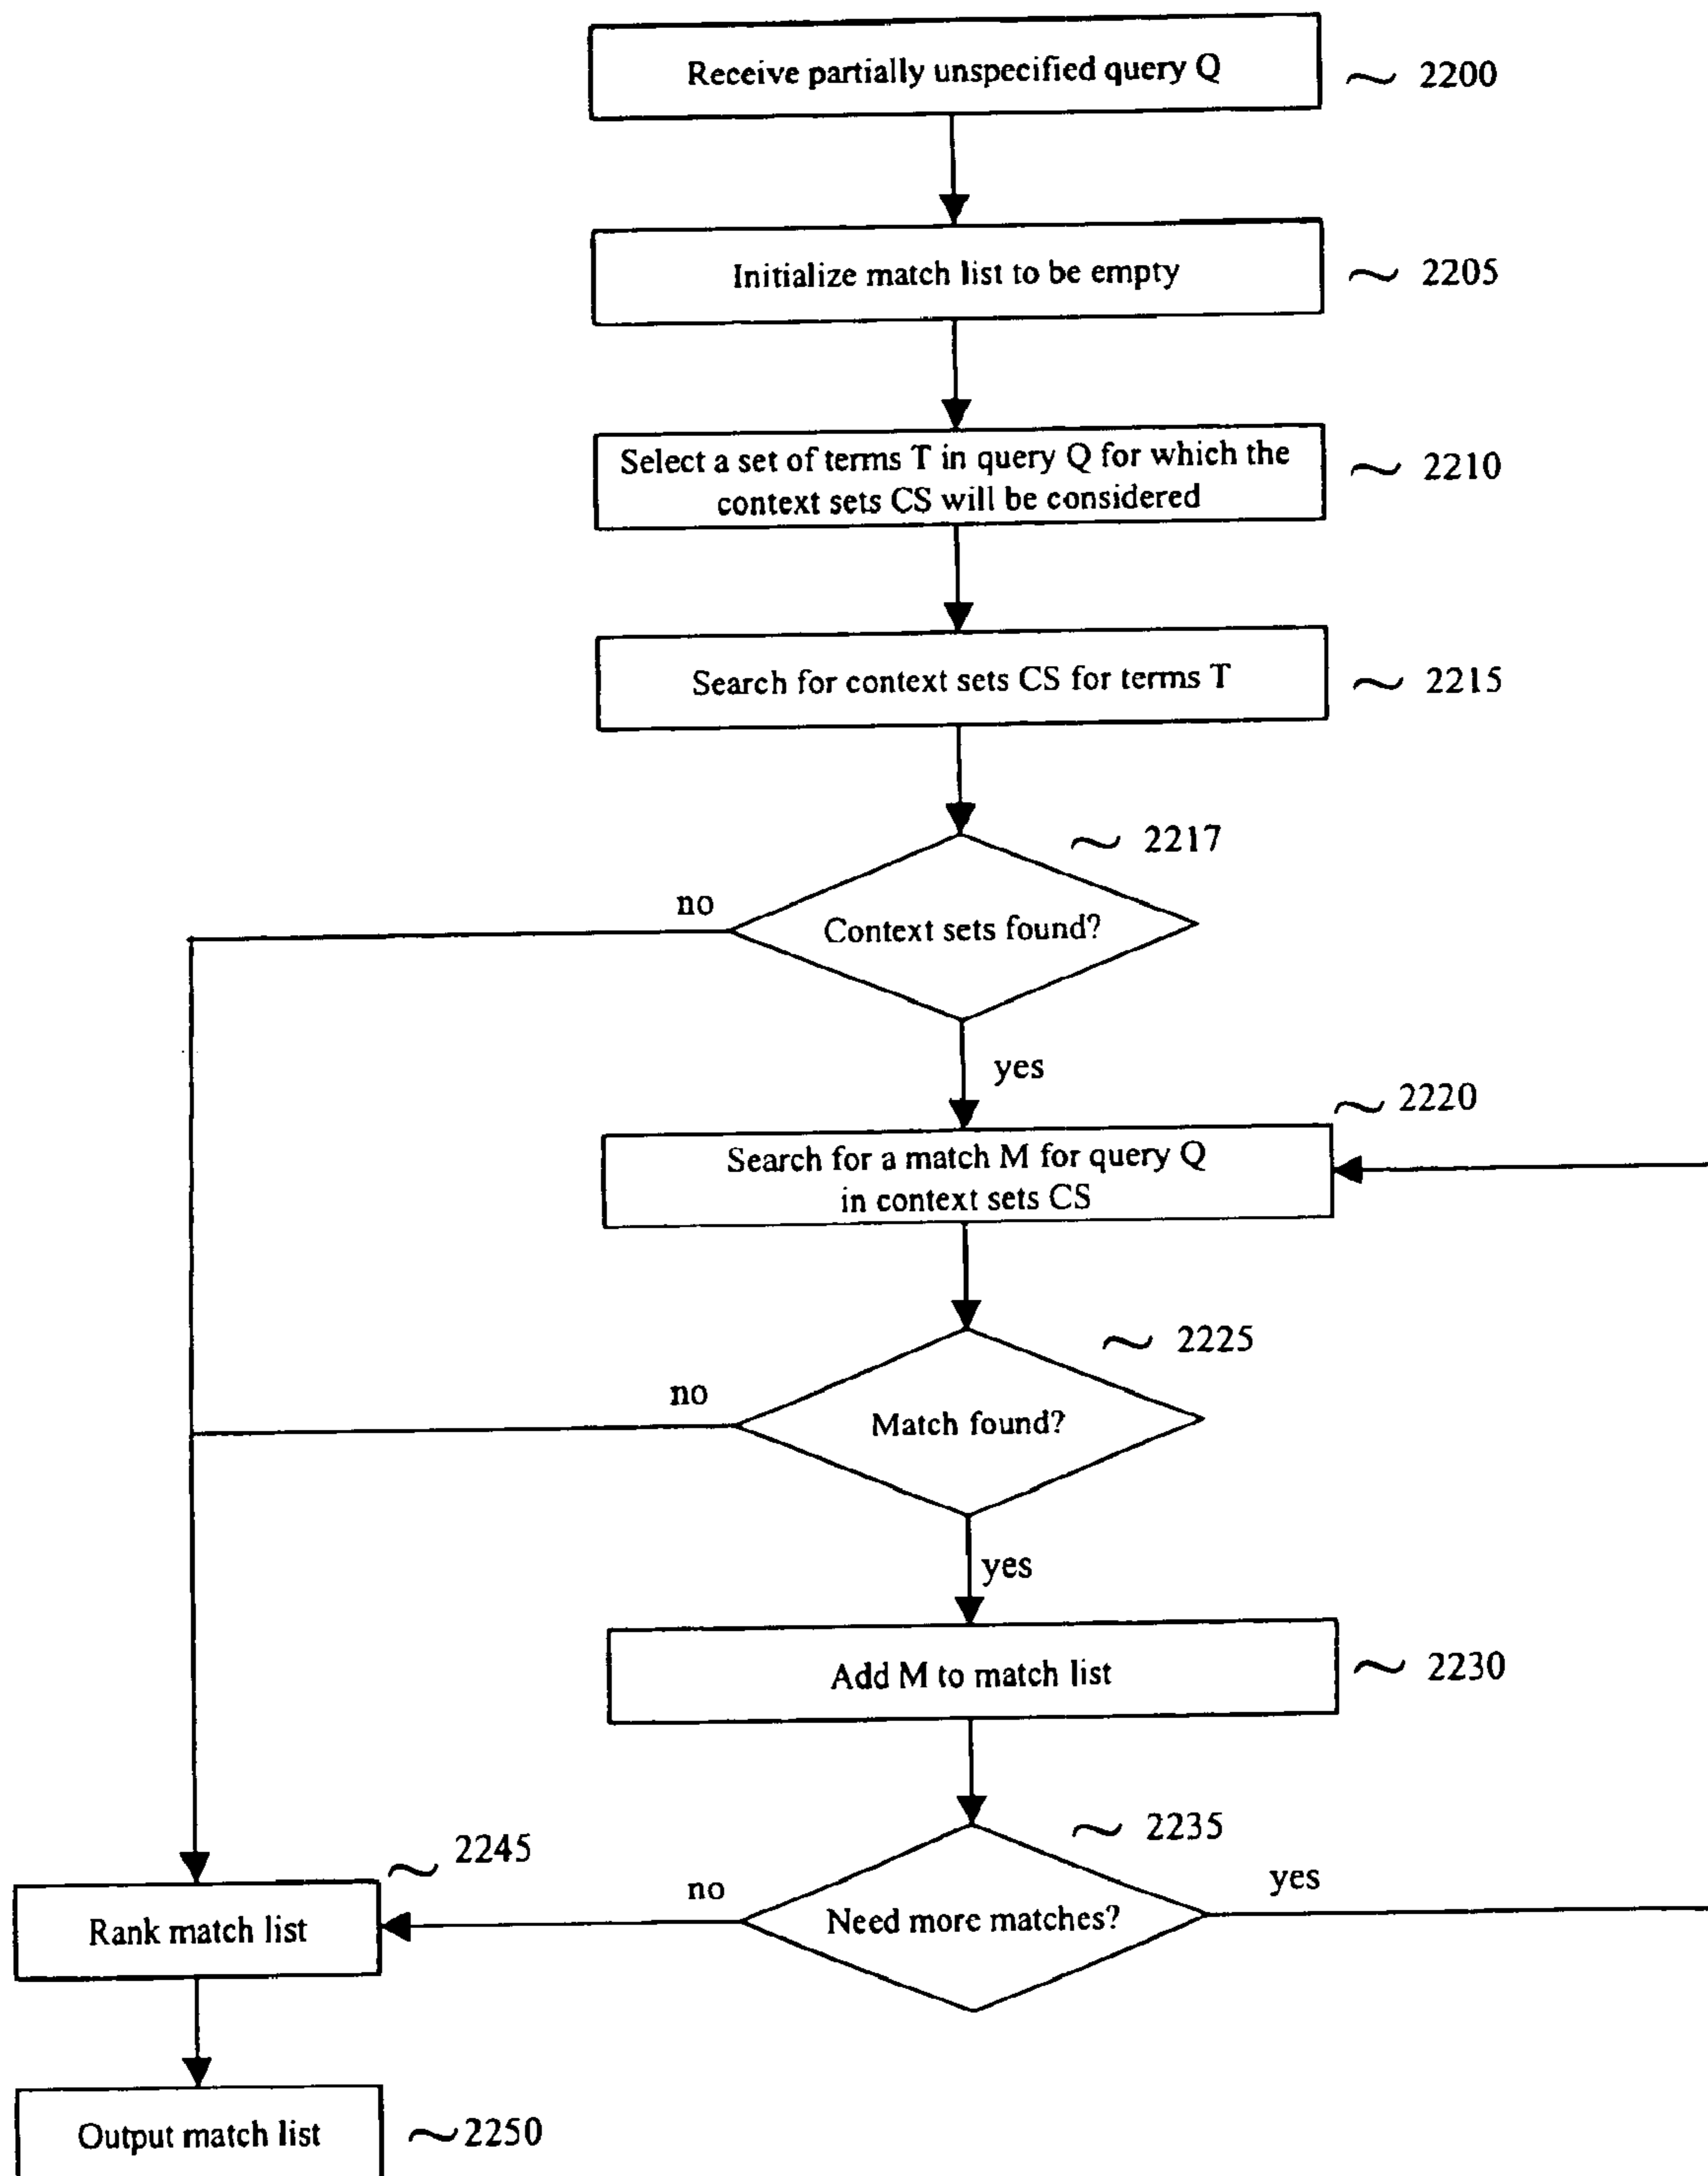 Receive partially unspecified query Q
2200
Initialize match list to be empty
2205
Select a set of terms T in query Q for which the
context sets CS will be considered
2210
Search for context sets CS for terms T
2215
2217
no
Context sets found?
yes
2220
Search for a match M for query Q
in context sets CS
2225
no
Match found?
yes
Add M to match list
2230
2235
2245
no
yes
Need more matches?
Rank match list
Output match list
2250